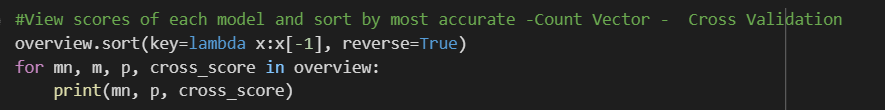 #View scores of each model and sort by most accurate -Count Vector -  Cross Validation
overview.sort(key=lambda x:x[-1], reverse=True)
for mn, m, p, cross_score in overview:
    print(mn, p, cross_score)